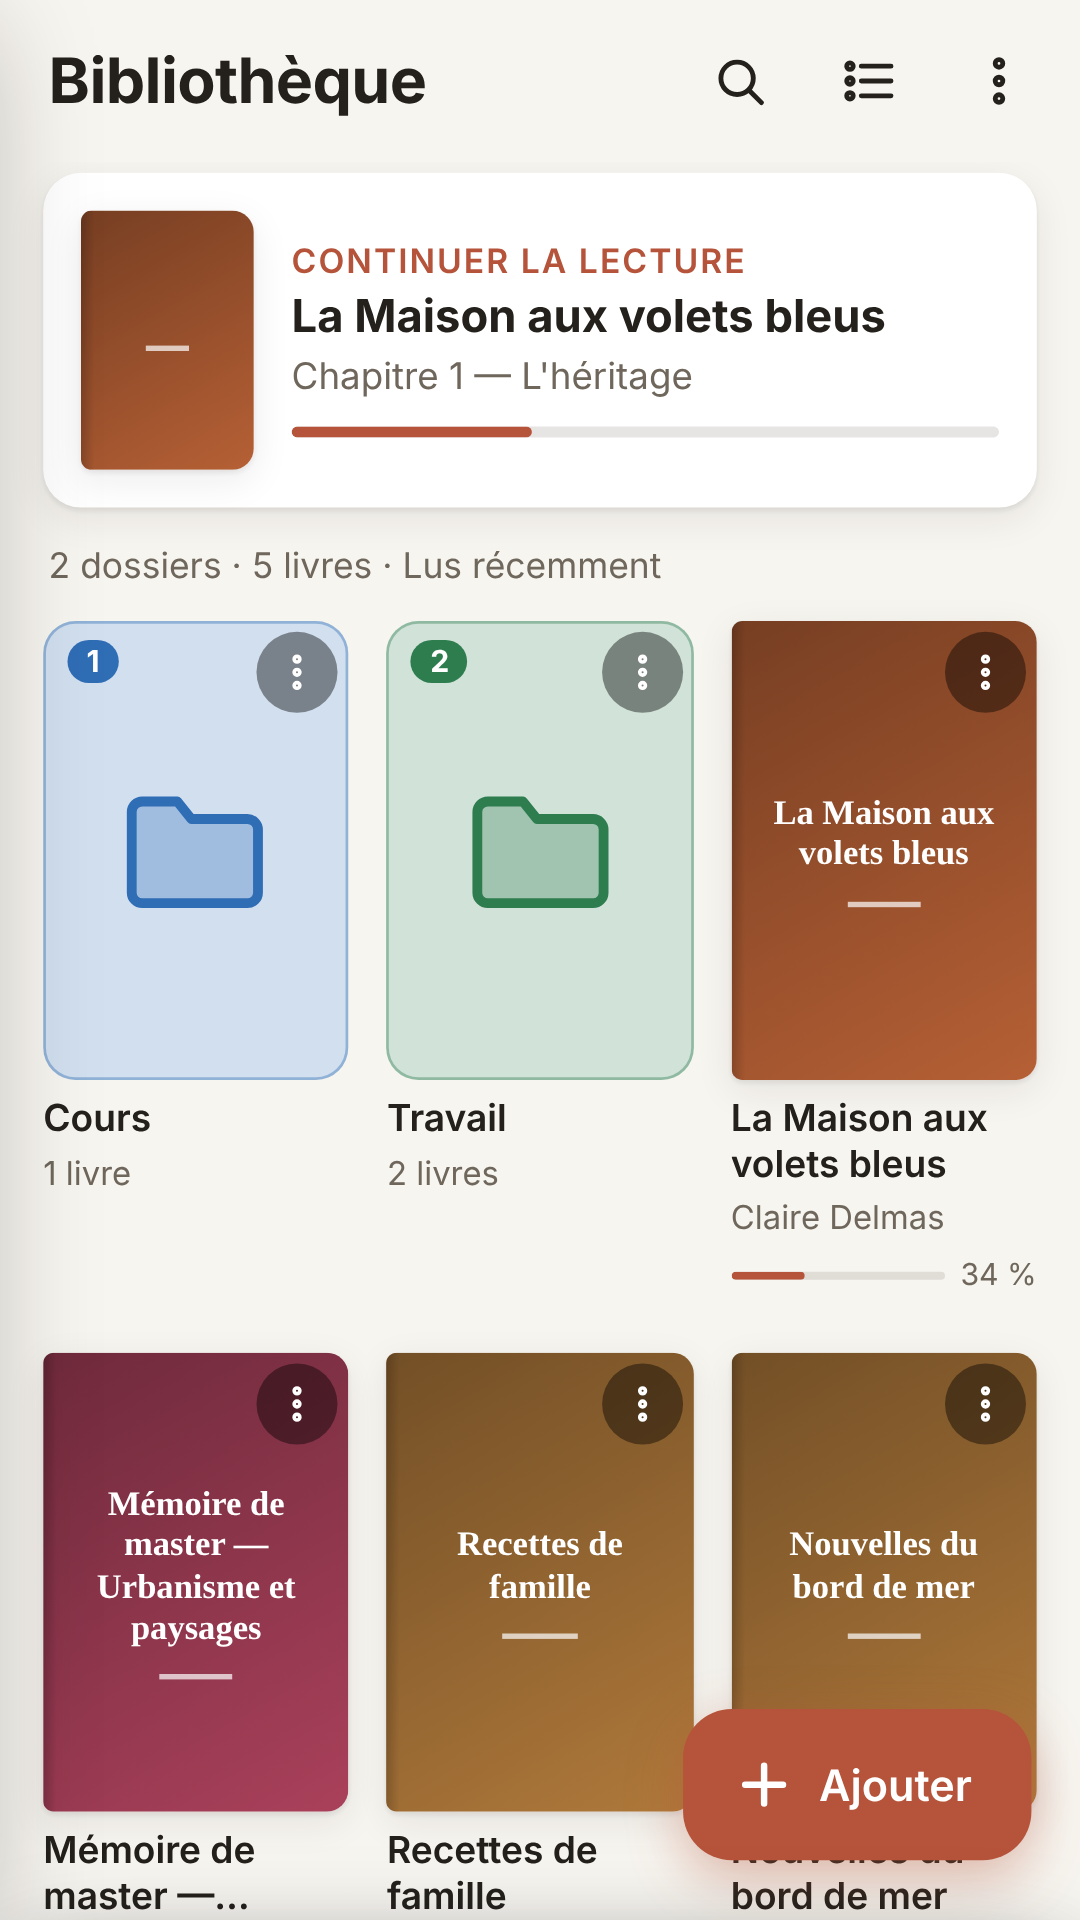 Bibliothèque
CONTINUER LA LECTURE
La Maison aux volets bleus
Chapitre 1 — L'héritage
2 dossiers · 5 livres · Lus récemment
1
2
La Maison aux
volets bleus
Cours
1 livre
Travail
2 livres
La Maison aux
volets bleus
Claire Delmas
34 %
Mémoire de
master —
Urbanisme et
paysages
Recettes de
famille
Nouvelles du
bord de mer
Ajouter
Mémoire de
master —...
Recettes de
famille
bord de mer